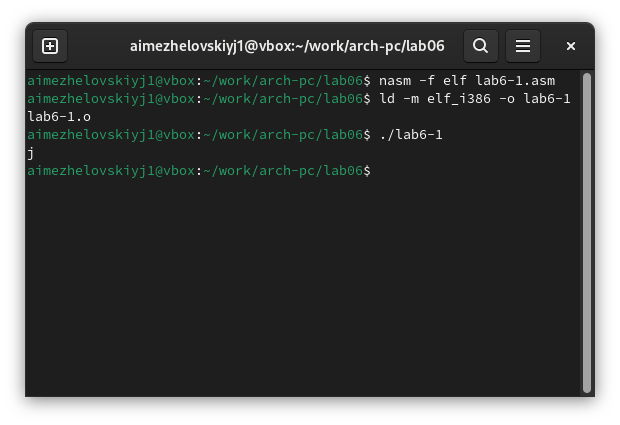 aimezhelovskiyj1@vbox:~/work/arch-pc/lab06
aimezhelovskiyj1@vbox:~/work/arch-pc/lab06$ nasm -f elf lab6-1.asm
aimezhelovskiyj1@vbox:~/work/arch-pc/lab06$ ld -m elf_i386 -o lab6-1
lab6-1.o
aimezhelovskiyj1@vbox:~/work/arch-pc/lab06$ ./lab6-1
j
aimezhelovskiyj1@vbox:~/work/arch-pc/lab06$